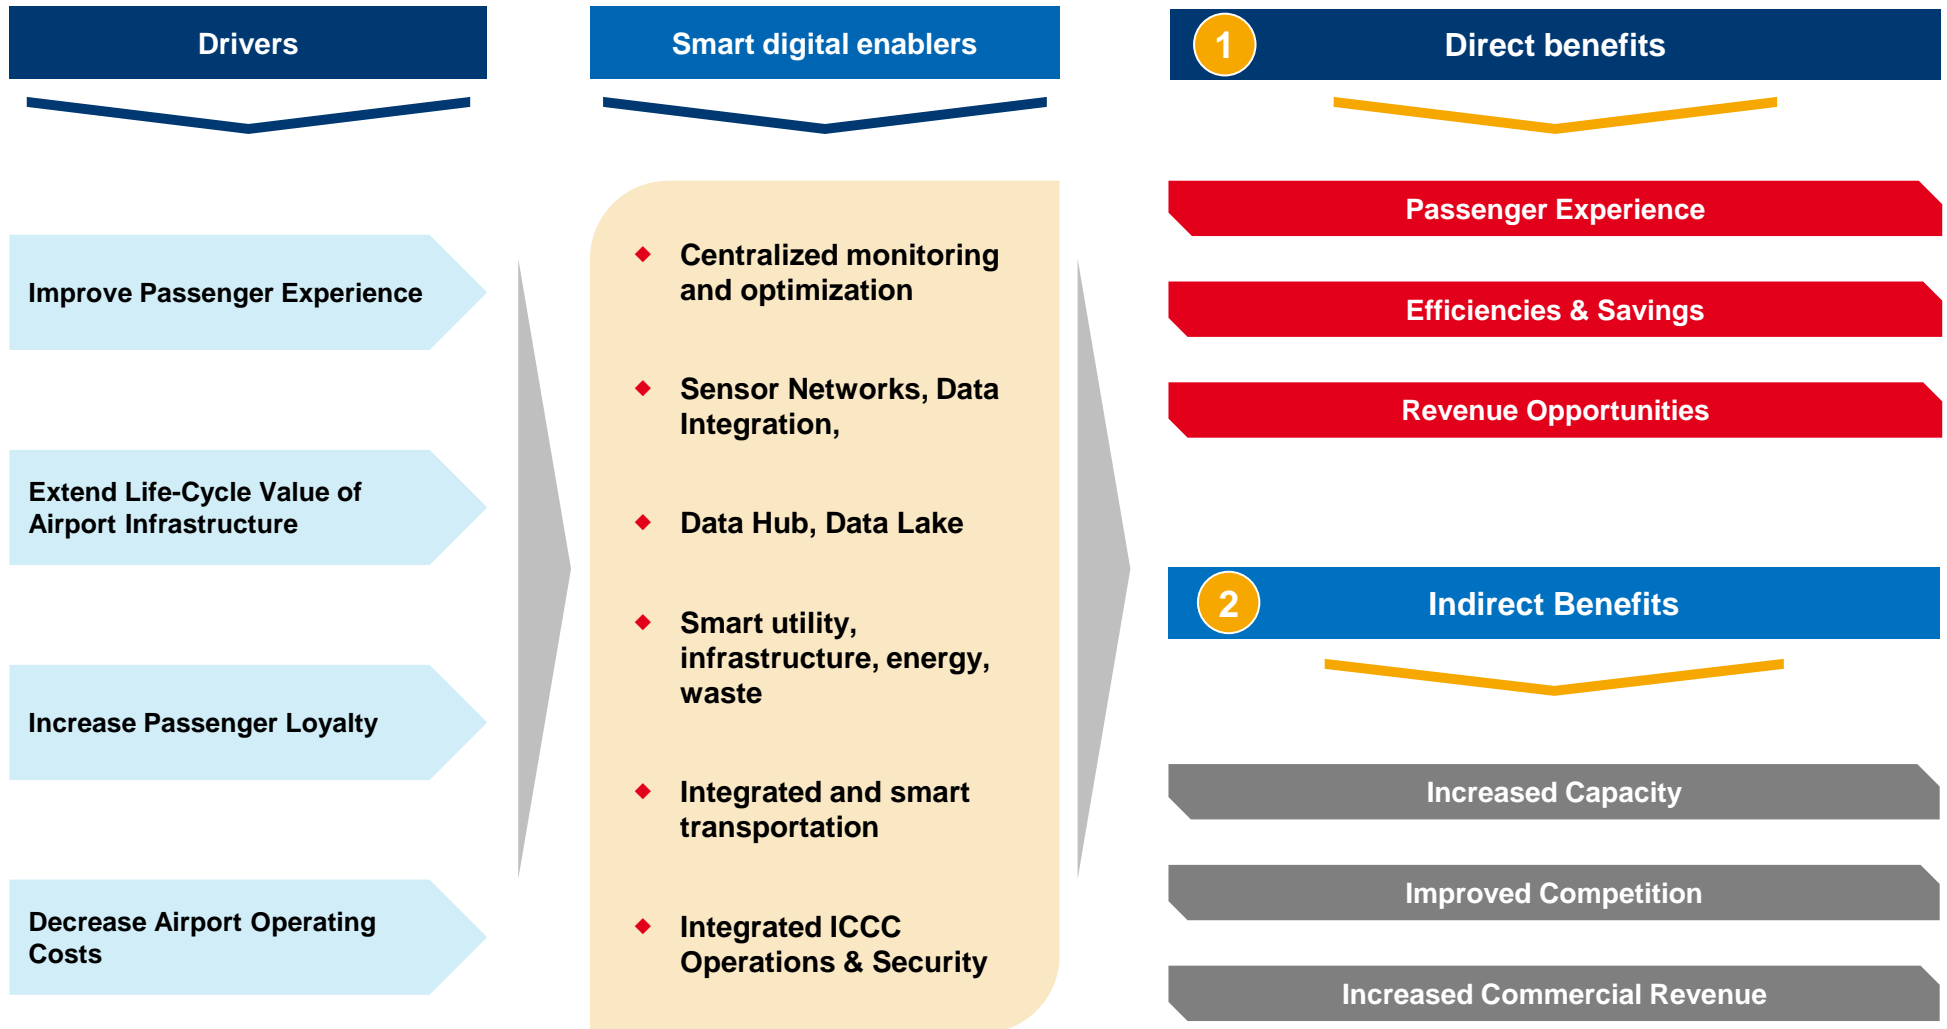 Drivers
Improve Passenger Experience
Extend Life-Cycle Value of
Airport Infrastructure
Increase Passenger Loyalty
Decrease Airport Operating
Costs
Smart digital enablers
Centralized monitoring
and optimization
Sensor Networks, Data
Integration,
Data Hub, Data Lake
Smart utility,
infrastructure, energy,
waste
Integrated and smart
transportation
Integrated ICCC
Operations & Security
1 Direct benefits
Passenger Experience
Efficiencies & Savings
Revenue Opportunities
2 Indirect Benefits
Increased Capacity
Improved Competition
Increased Commercial Revenue